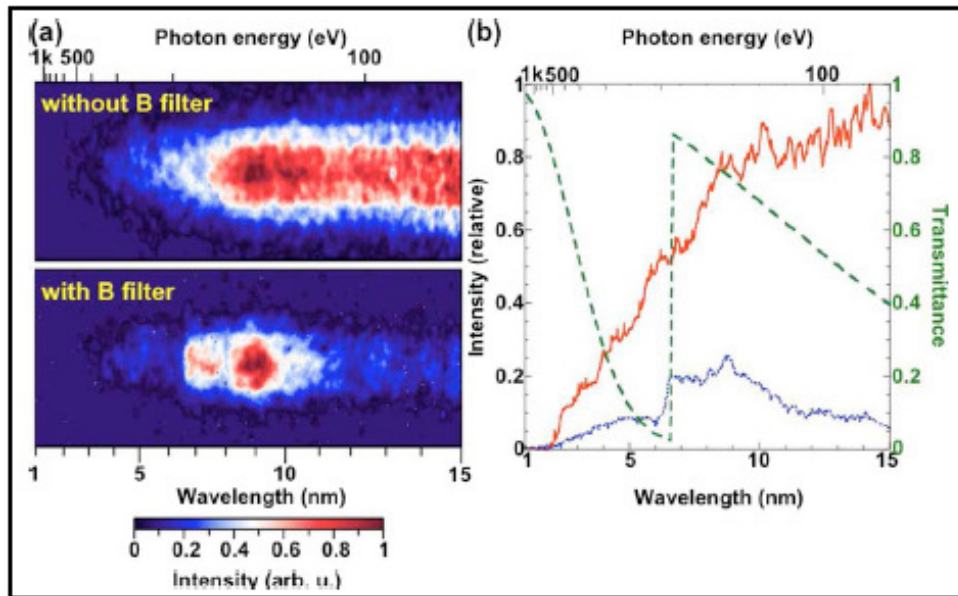 (a)
Photon energy (eV)
1k 500 100
without B filter
with B filter
1 5 10 15
Wavelength (nm)
0 0.2 0.4 0.6 0.8 1
Intensity (arb. u.)
(b)
Photon energy (eV)
1k500 100
1 1
0.8 0.8
0.6 0.6
0.4 0.4
0.2 0.2
0 0
Intensity (relative)
Transmittance
1 5 10 15
Wavelength (nm)